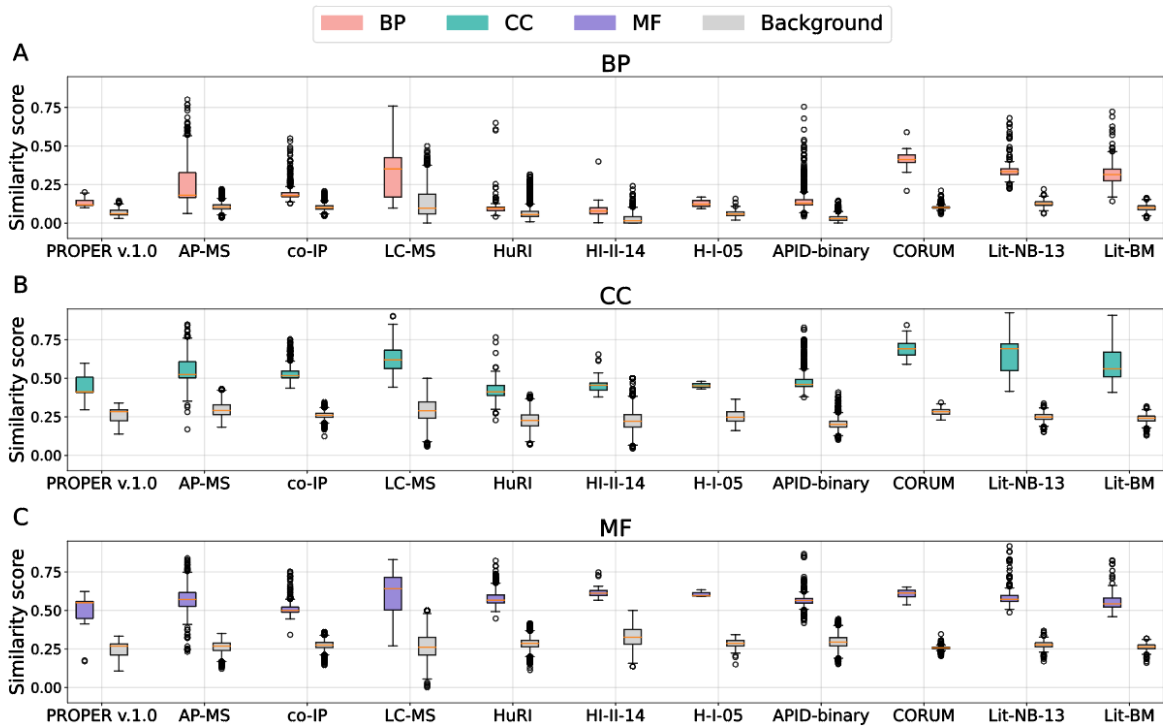 BP CC MF Background
A
BP
Similarity score
0.75
0.50
0.25
0.00
PROPER v.1.0 AP-MS co-IP LC-MS HuRI HI-II-14 H-I-05 APID-binary CORUM Lit-NB-13 Lit-BM
B
CC
Similarity score
0.75
0.50
0.25
0.00
PROPER v.1.0 AP-MS co-IP LC-MS HuRI HI-II-14 H-I-05 APID-binary CORUM Lit-NB-13 Lit-BM
C
MF
Similarity score
0.75
0.50
0.25
0.00
PROPER v.1.0 AP-MS co-IP LC-MS HuRI HI-II-14 H-I-05 APID-binary CORUM Lit-NB-13 Lit-BM